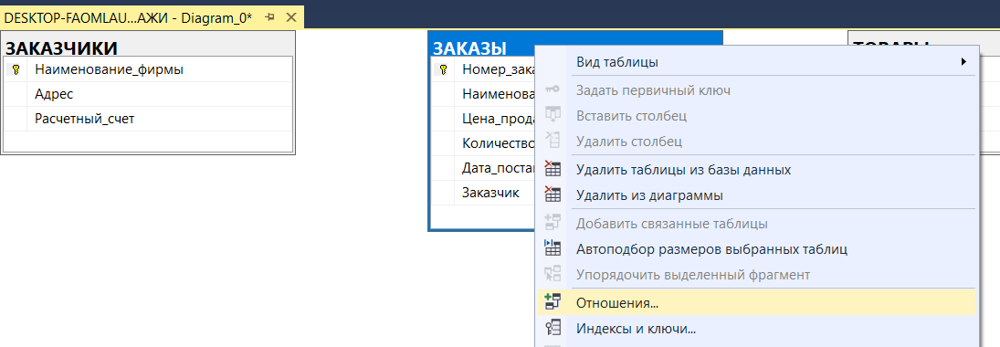 DESKTOP-FAOMLAU...АЖИ - Diagram_0*
ЗАКАЗЧИКИ
Наименование_фирмы
Адрес
Расчетный_счет
ЗАКАЗЫ
Номер_зака
Наименова
Цена_прода
Количество
Дата_поста
Заказчик
ТОВАРЫ
Вид таблицы
Задать первичный ключ
Вставить столбец
Удалить столбец
Удалить таблицы из базы данных
Удалить из диаграммы
Добавить связанные таблицы
Автоподбор размеров выбранных таблиц
Упорядочить выделенный фрагмент
Отношения...
Индексы и ключи...